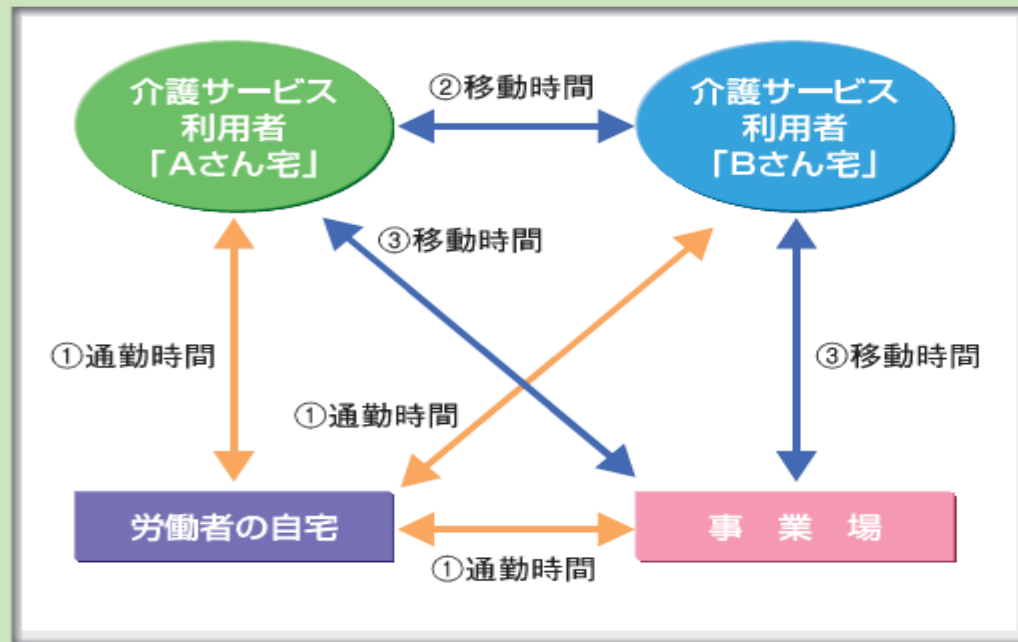 介護サービス
利用者
「Aさん宅」
②移動時間
介護サービス
利用者
「Bさん宅」
③移動時間
①通勤時間
③移動時間
①通勤時間
労働者の自宅
事業場
①通勤時間